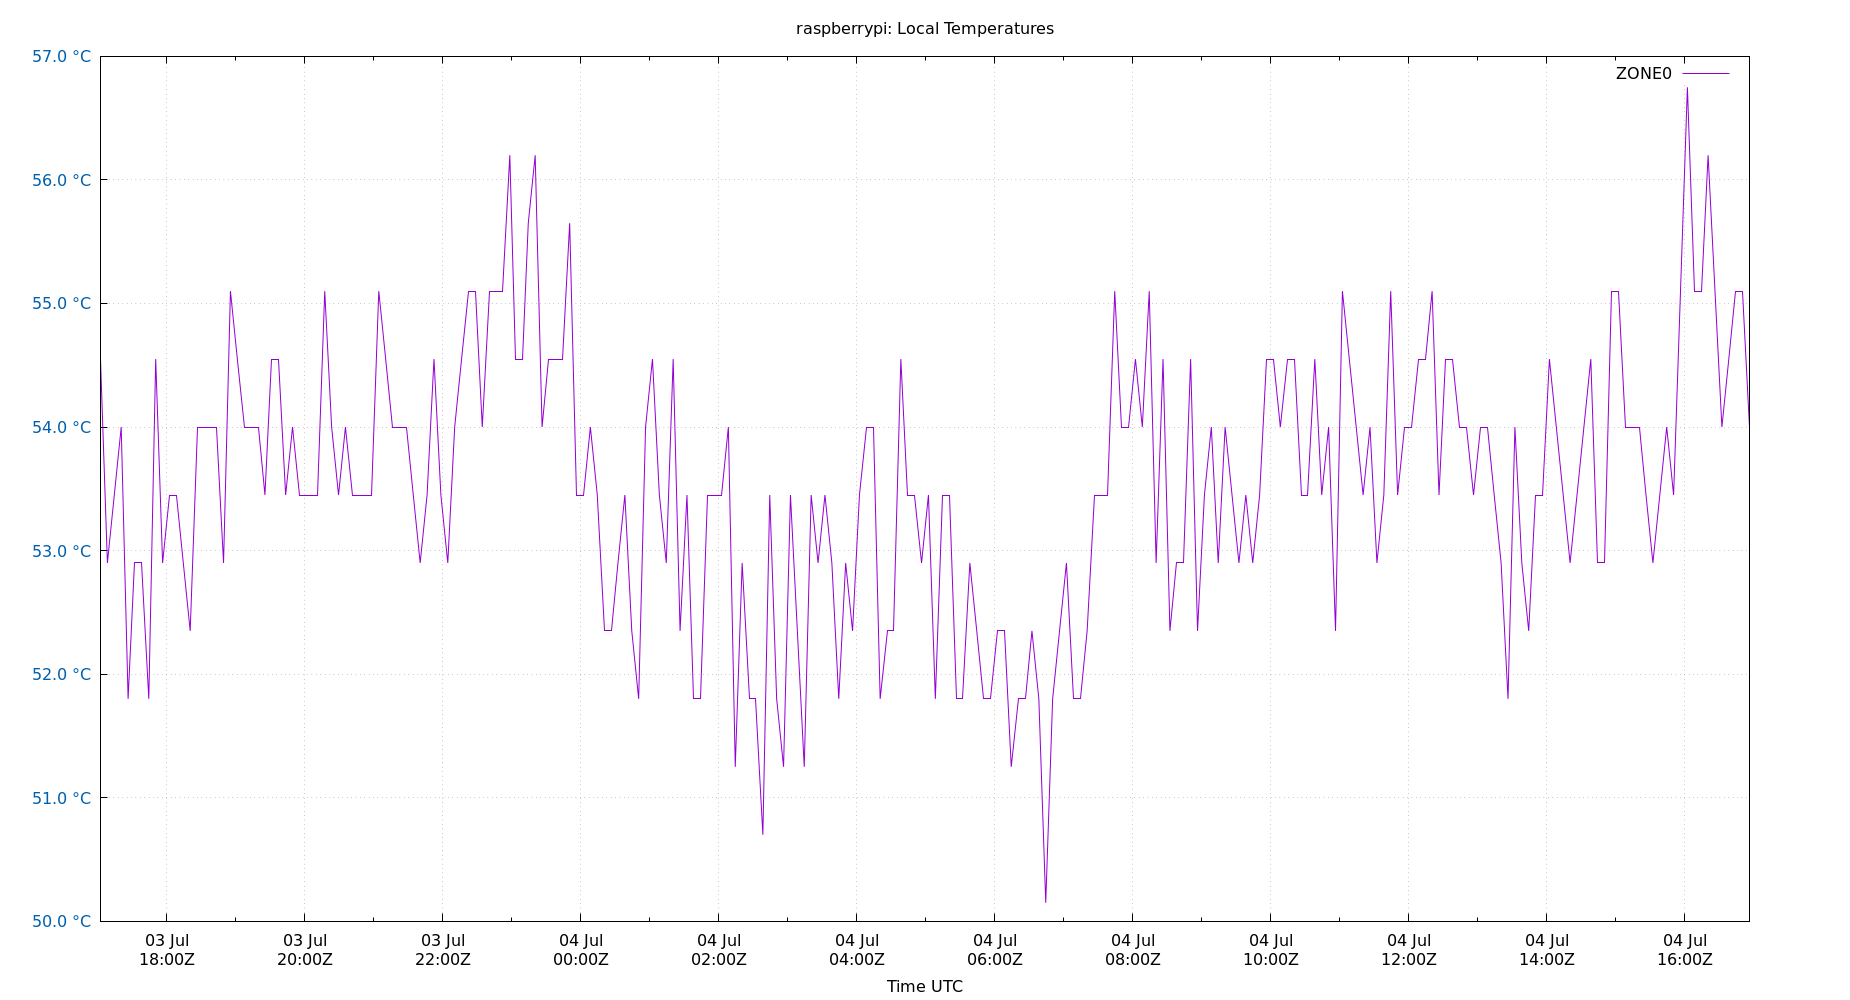 raspberrypi: Local Temperatures
57.0 °C
ZONE0
56.0 °C
55.0 °C
54.0 °C
53.0 °C
52.0 °C
51.0 °C
50.0 °C
03 Jul 03 Jul 03 Jul 04 Jul 04 Jul 04 Jul 04 Jul 04 Jul 04 Jul 04 Jul 04 Jul 04 Jul
18:00Z 20:00Z 22:00Z 00:00Z 02:00Z 04:00Z 06:00Z 08:00Z 10:00Z 12:00Z 14:00Z 16:00Z
Time UTC